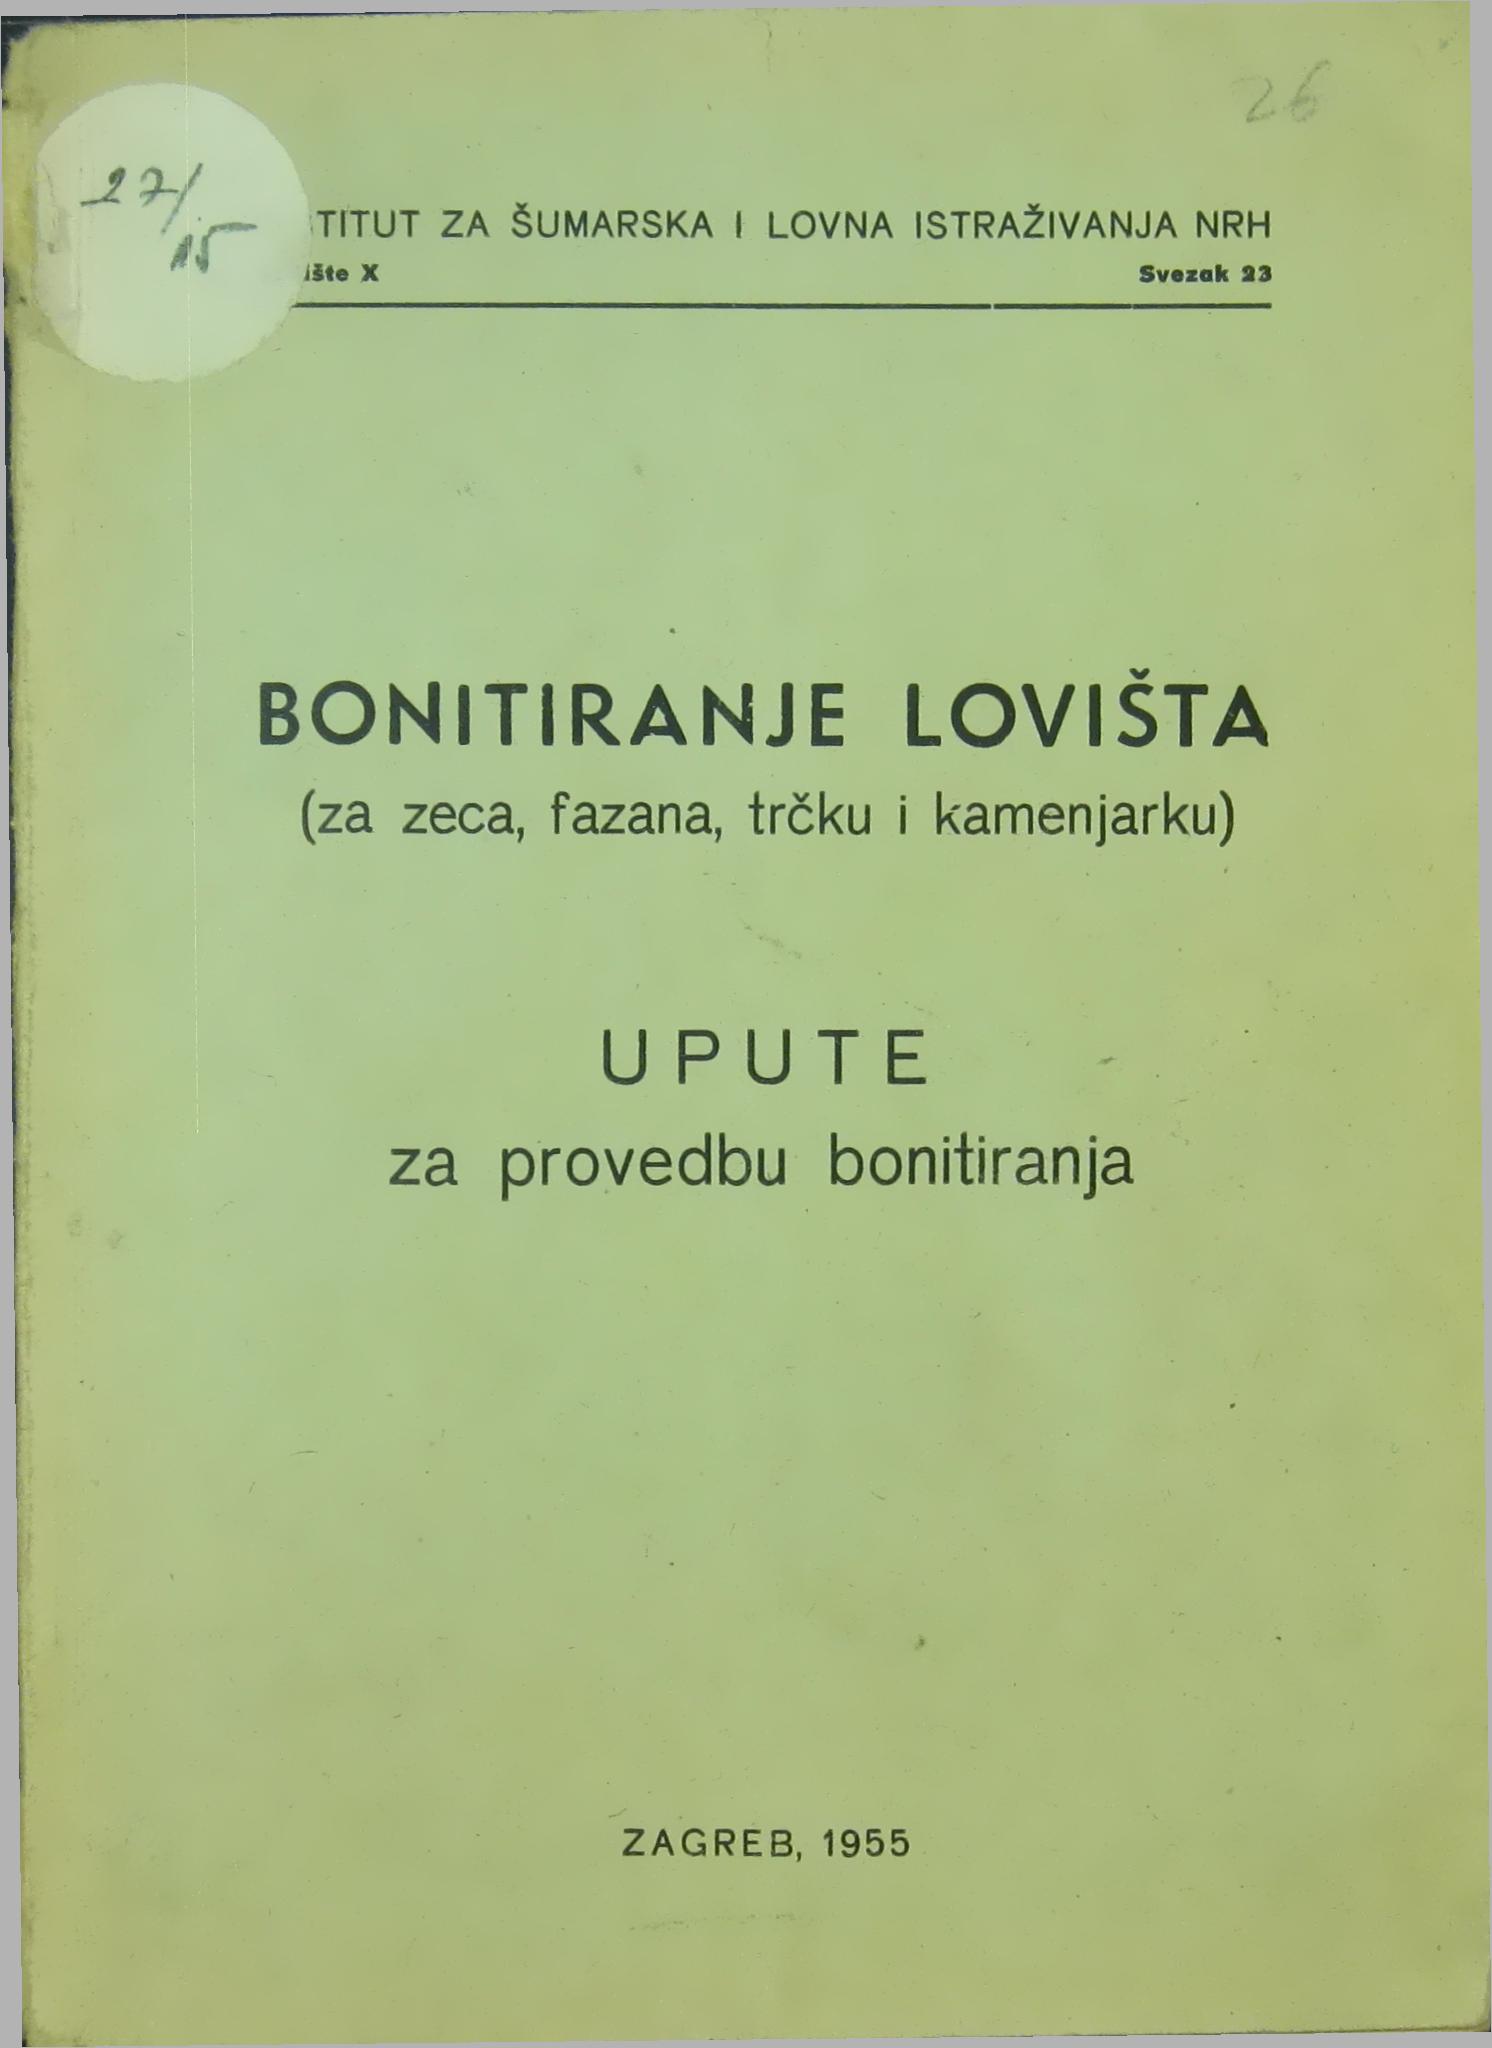 26
27/
15
TITUT ZA ŠUMARSKA I LOVNA ISTRAŽIVANJA NRH
ište X Svezak 23
BONITIRANJE LOVIŠTA
(za zeca, fazana, trčku i kamenjarku)
UPUTE
za provedbu bonitiranja
ZAGREB, 1955